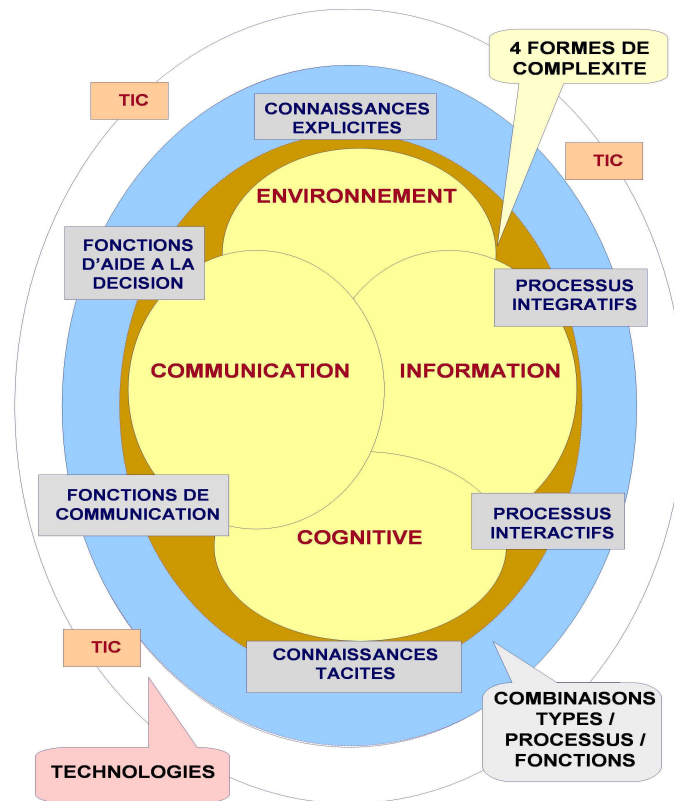 4 FORMES DE
COMPLEXITE
TIC
CONNAISSANCES
EXPLICITES
TIC
ENVIRONNEMENT
FONCTIONS
D'AIDE A LA
DECISION
PROCESSUS
INTEGRATIFS
COMMUNICATION
INFORMATION
FONCTIONS DE
COMMUNICATION
PROCESSUS
INTERACTIFS
COGNITIVE
TIC
CONNAISSANCES
TACITES
COMBINAISONS
TYPES /
PROCESSUS /
FONCTIONS
TECHNOLOGIES